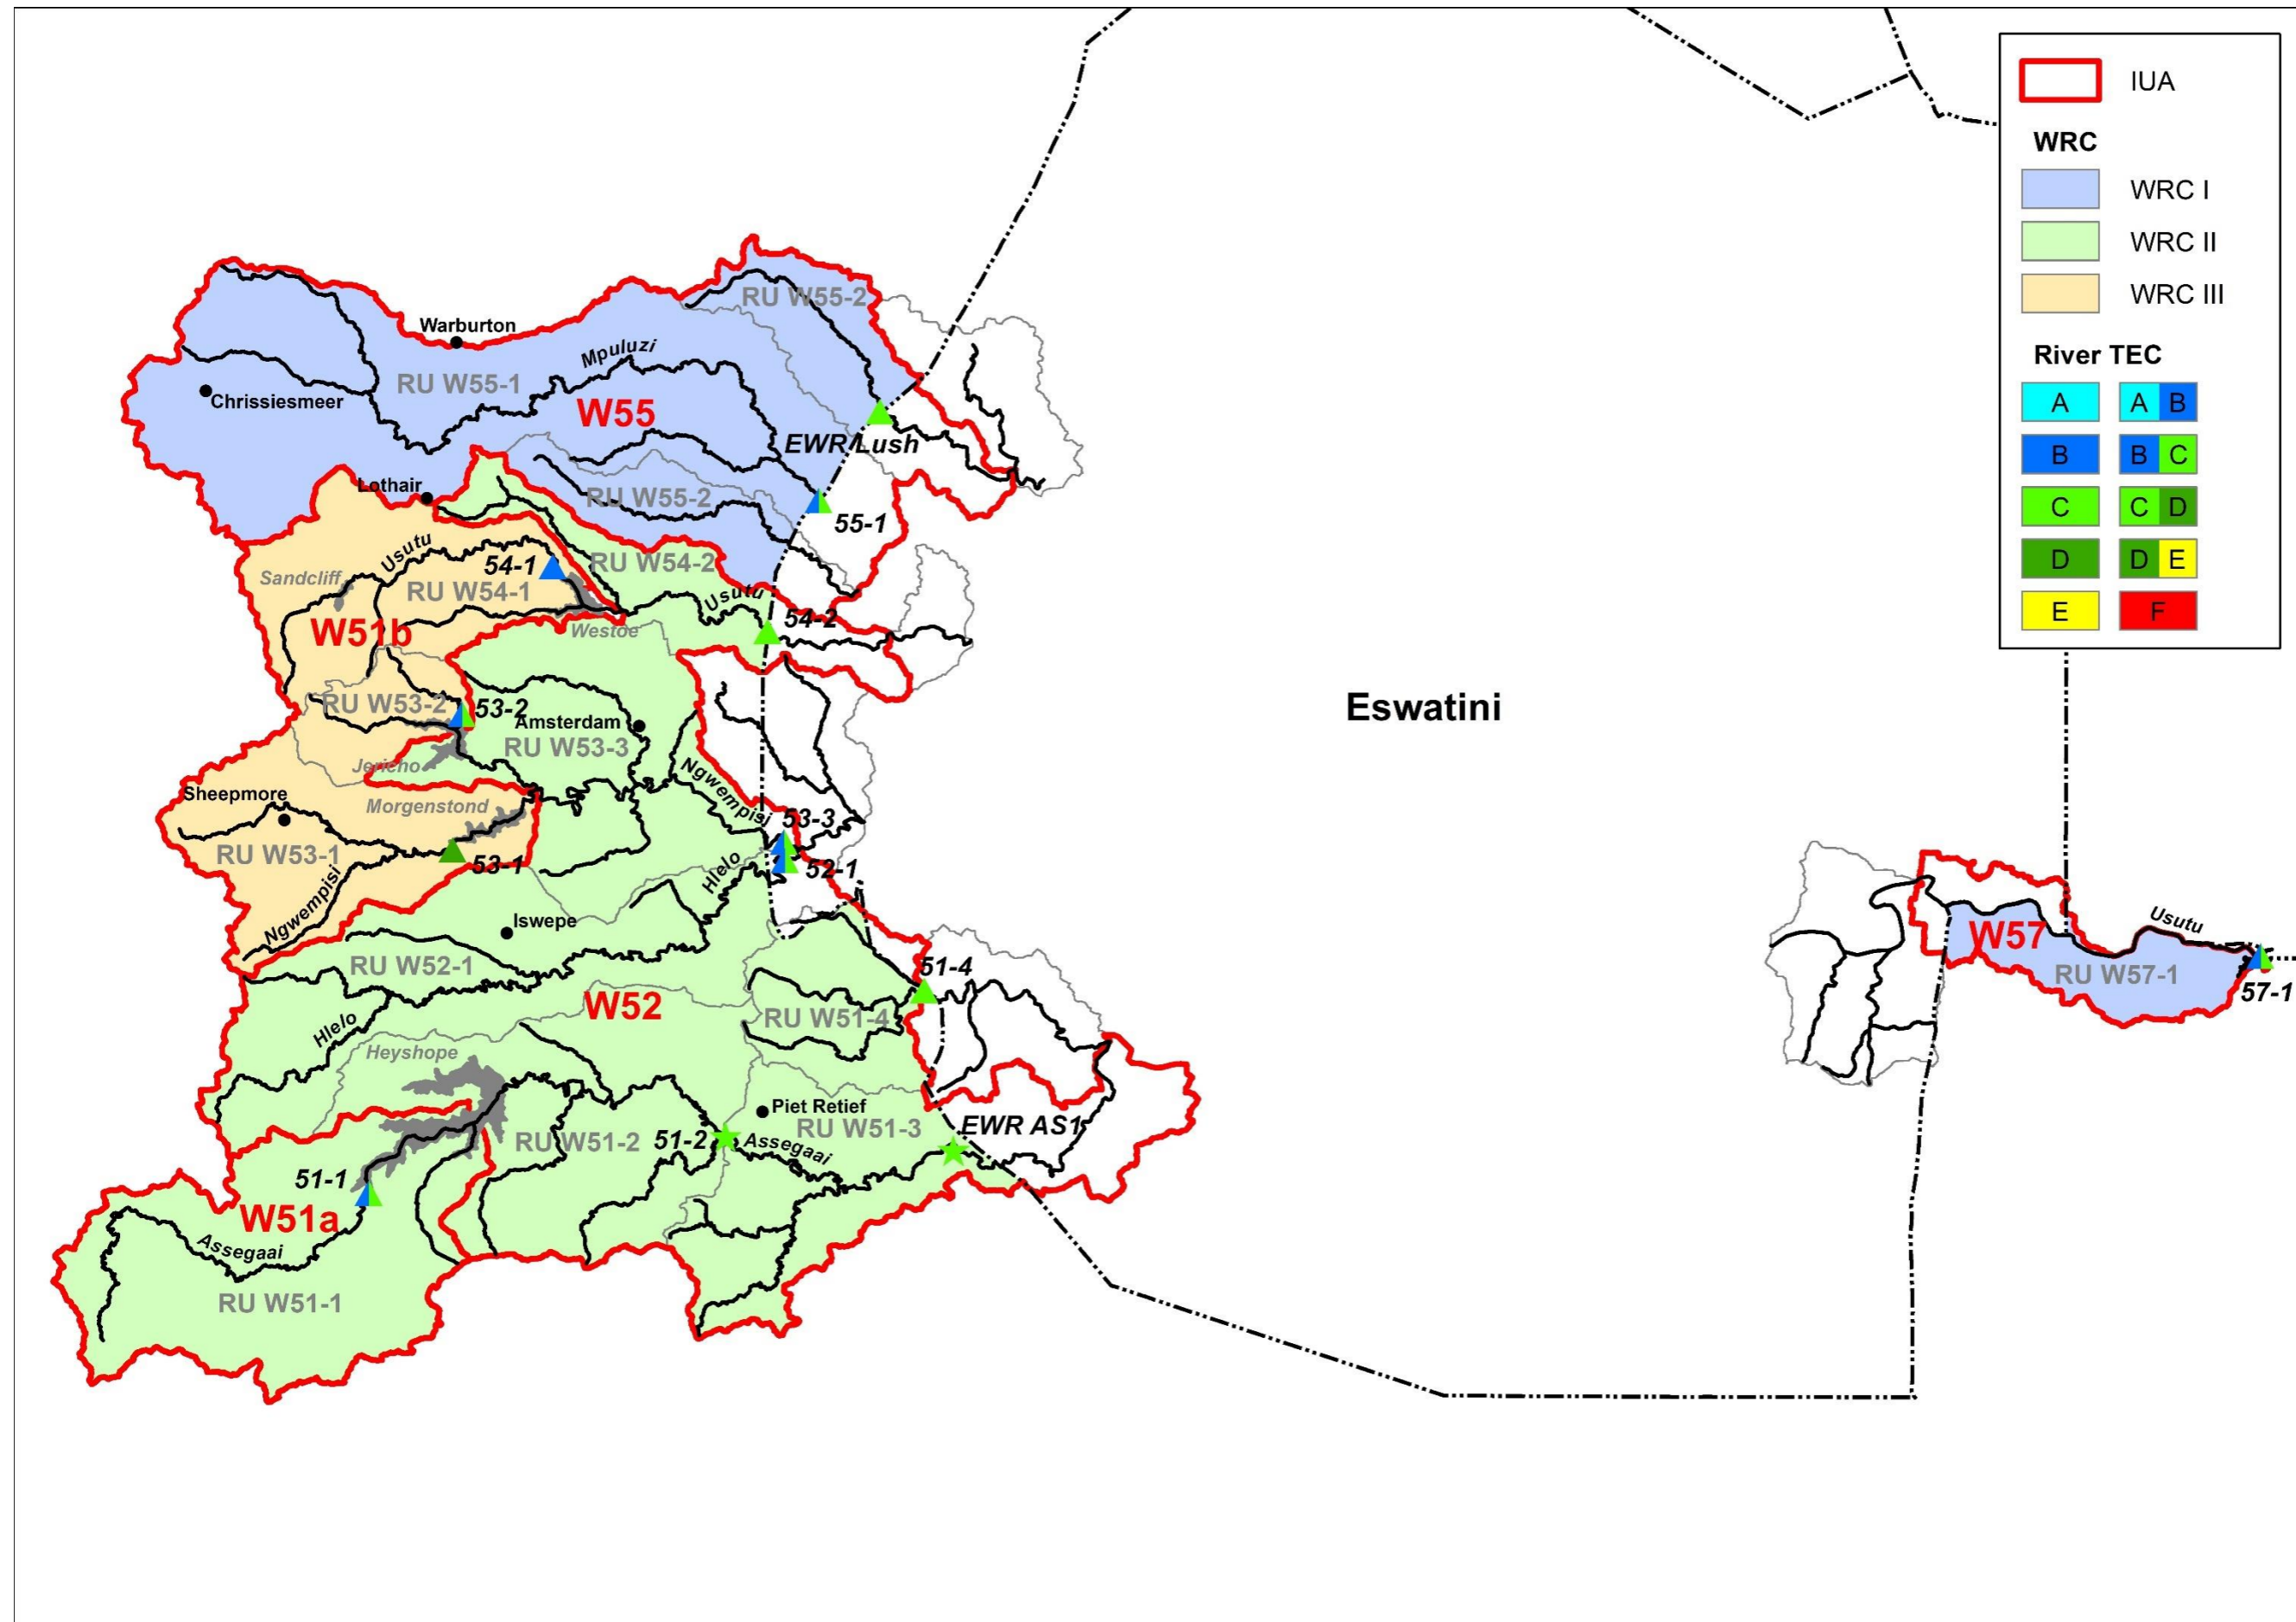 IUA
WRC
WRC I
WRC II
WRC III
River TEC
A
A B
B
B C
C
C D
D
D E
E
F
RU W55-2
Warburton
Mpuluzi
RU W55-1
Chrissiesmeer
W55
EWR Lush
Lothair
RU W55-2
55-1
Usutu
54-1
RU W54-2
Sandcliff
RU W54-1
Usutu
54-2
W51b
Westoe
RU W53-2
53-2
Amsterdam
RU W53-3
Eswatini
Jericho
Ngwempisi
Sheepmore
Morgenstond
53-3
RU W53-1
53-1
Hlelo
52-1
Ngwempisi
Iswepe
RU W52-1
51-4
W57
Usutu
RU W57-1
57-1
W52
RU W51-4
Hlelo
Heyshope
Piet Retief
EWR AS1
RU W51-2
51-2
Assegaai
RU W51-3
51-1
W51a
Assegaai
RU W51-1